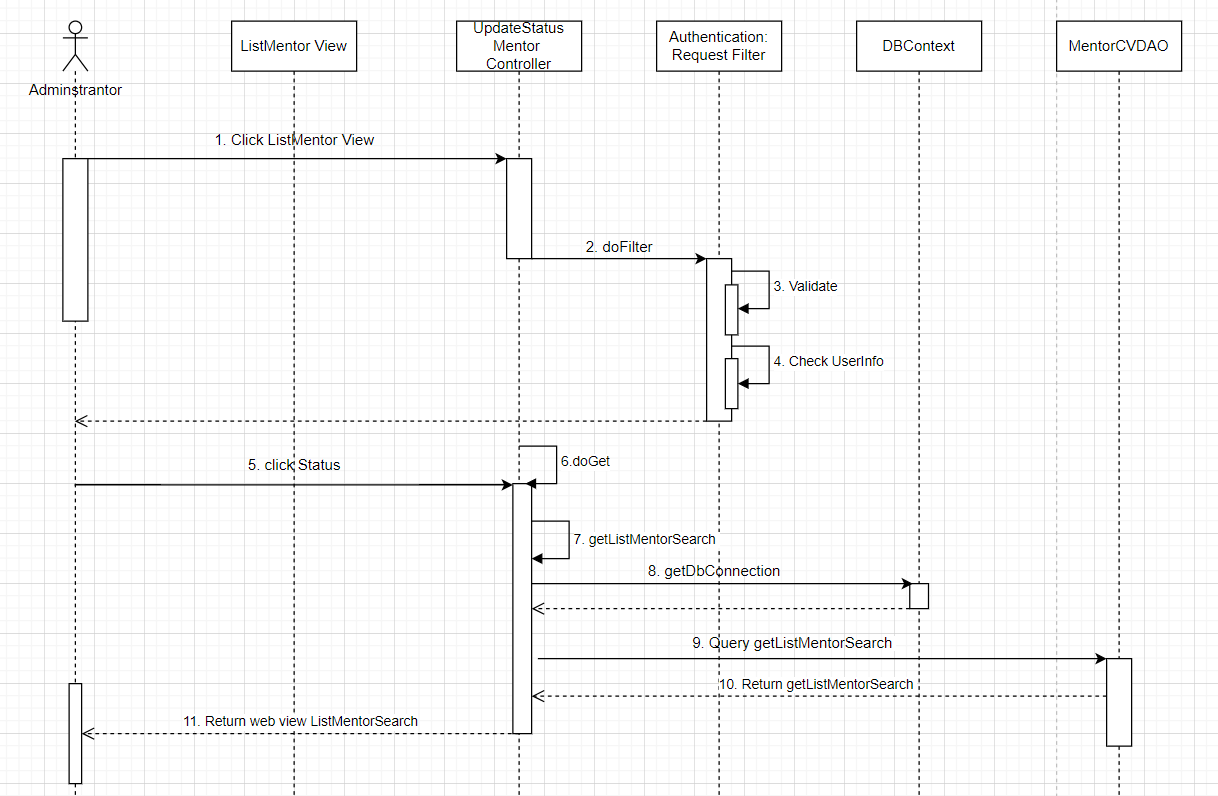 ListMentor View
UpdateStatus
Mentor
Controller
Authentication:
Request Filter
DBContext
MentorCVDAO
Adminstrantor
1. Click ListMentor View
2. doFilter
3. Validate
4. Check UserInfo
5. click Status
6.doGet
7. getListMentorSearch
8. getDbConnection
9. Query getListMentorSearch
10. Return getListMentorSearch
11. Return web view ListMentorSearch